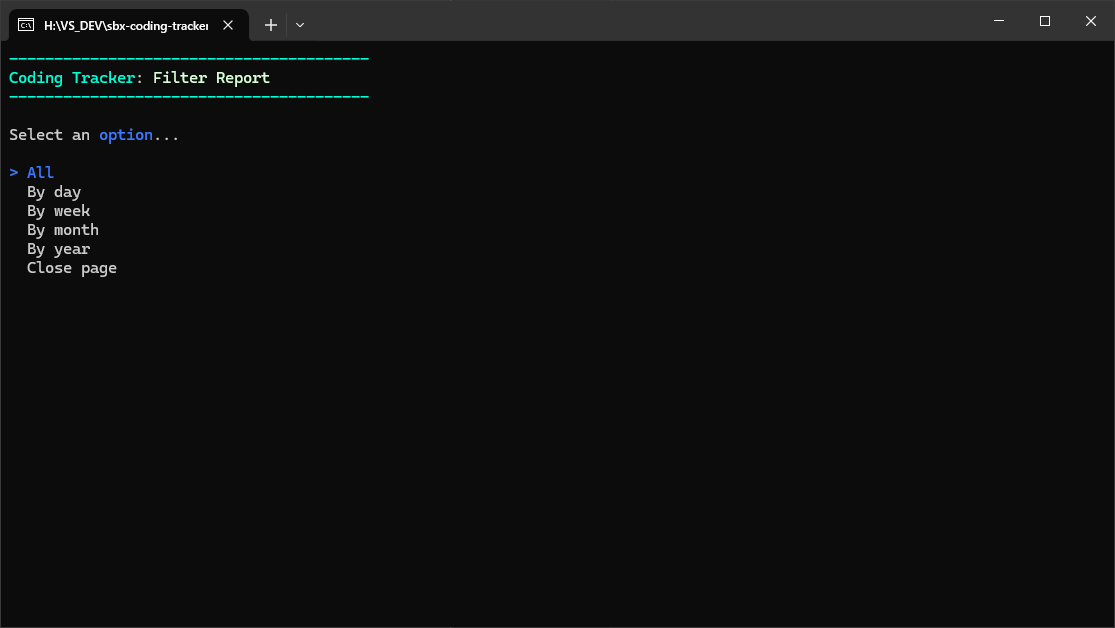 H:\VS_DEV\sbx-coding-tracker
----------------------------------------
Coding Tracker: Filter Report
----------------------------------------
Select an option...
> All
By day
By week
By month
By year
Close page